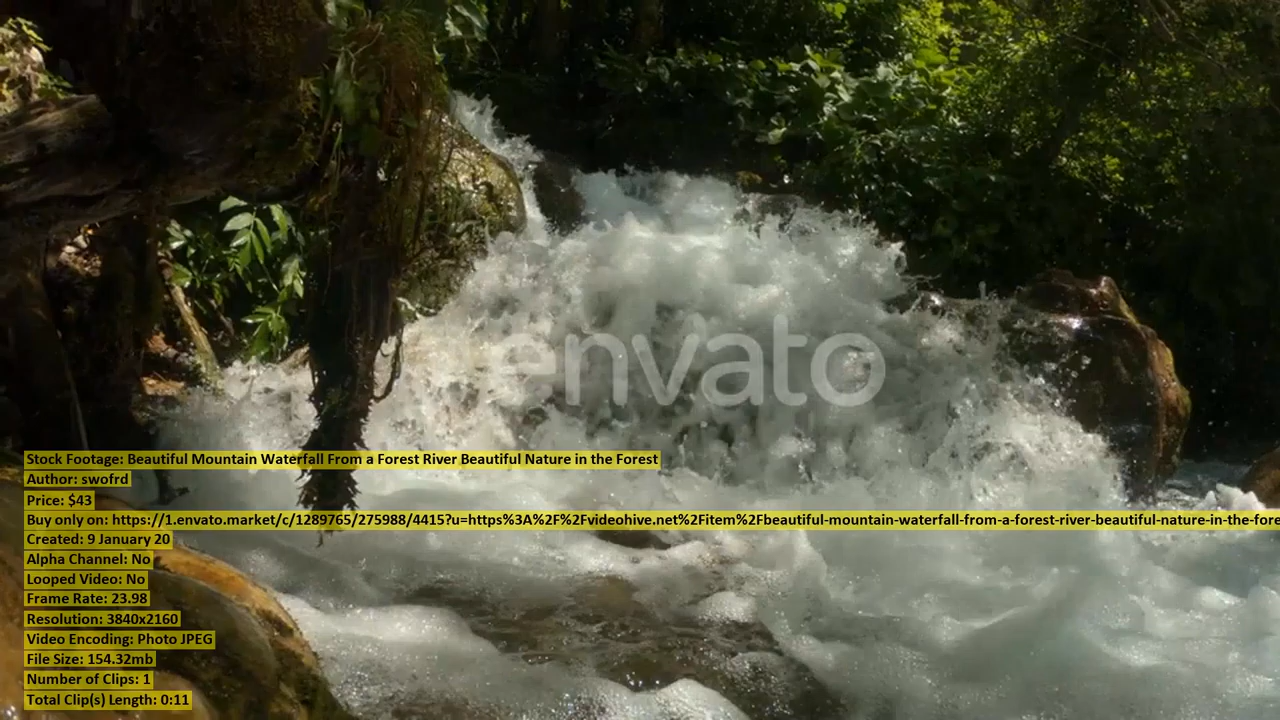 envato
Stock Footage: Beautiful Mountain Waterfall From a Forest River Beautiful Nature in the Forest
Author: swofrd
Price: $43
Buy only on: https://1.envato.market/c/1289765/275988/4415?u=https%3A%2F%2Fvideohive.net%2Fitem%2Fbeautiful-mountain-waterfall-from-a-forest-river-beautiful-nature-in-the-fore
Created: 9 January 20
Alpha Channel: No
Looped Video: No
Frame Rate: 23.98
Resolution: 3840x2160
Video Encoding: Photo JPEG
File Size: 154.32mb
Number of Clips: 1
Total Clip(s) Length: 0:11